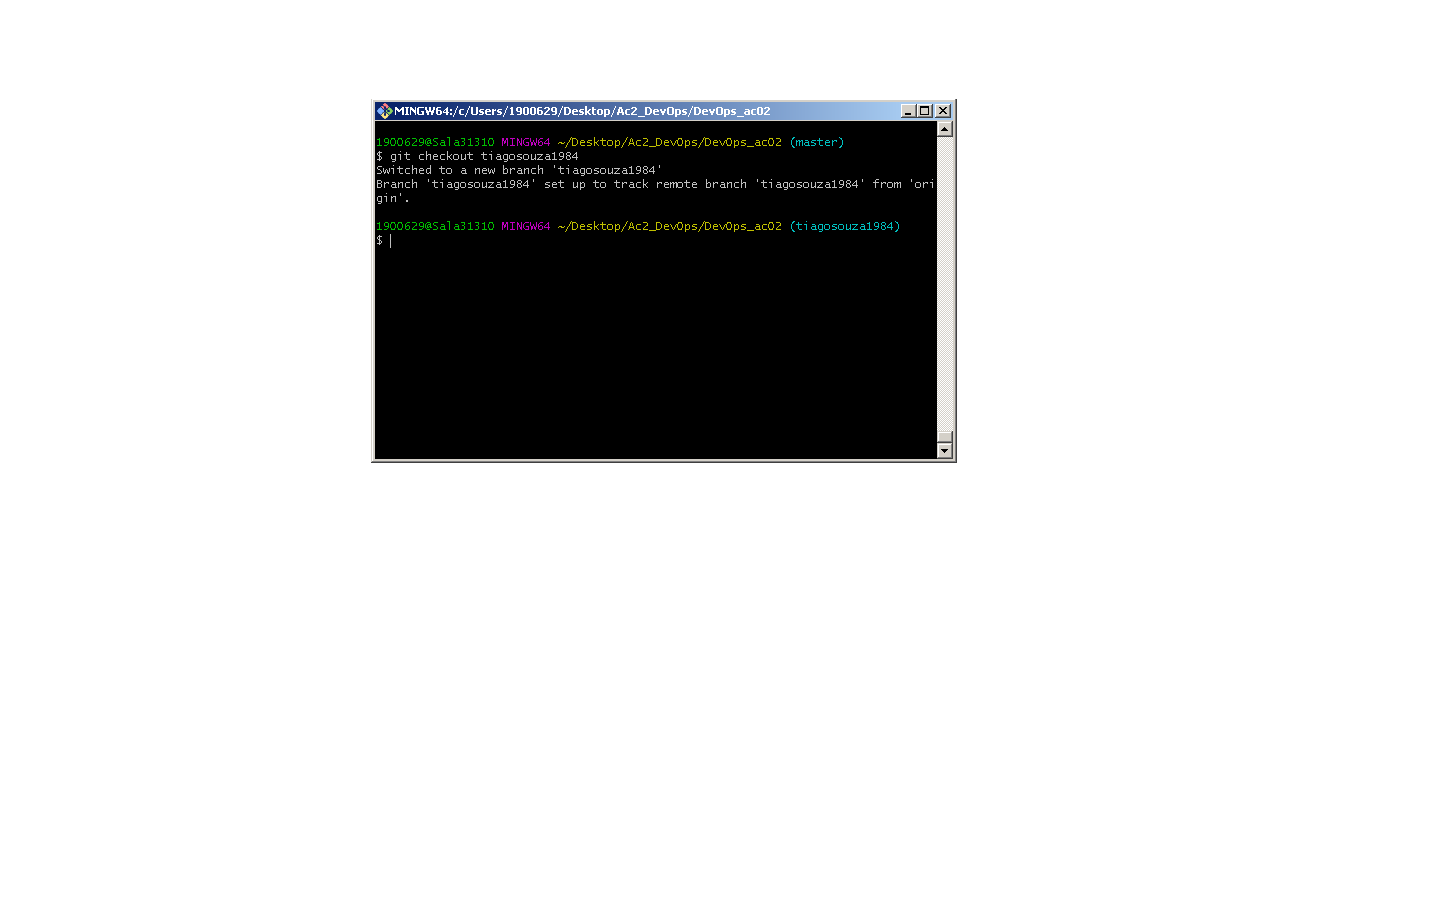 MINGW64:/c/Users/1900629/Desktop/Ac2_DevOps/DevOps_ac02
1900629@Sala31310 MINGW64 ~/Desktop/Ac2_DevOps/DevOps_ac02 (master)
$ git checkout tiagosouza1984
Switched to a new branch 'tiagosouza1984'
Branch 'tiagosouza1984' set up to track remote branch 'tiagosouza1984' from 'ori
gin'.
1900629@Sala31310 MINGW64 ~/Desktop/Ac2_DevOps/DevOps_ac02 (tiagosouza1984)
$